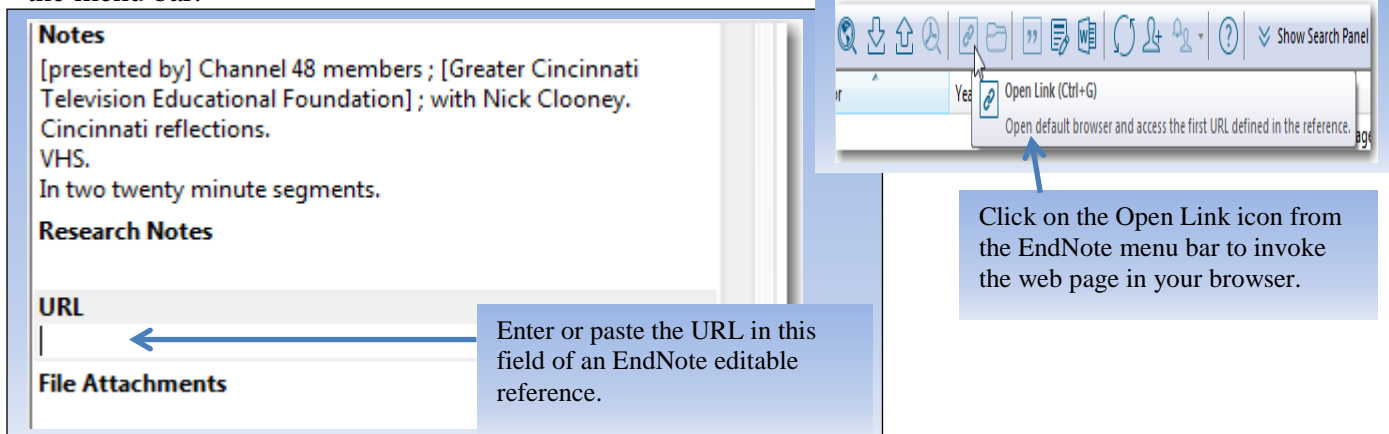 the menu bar.
Notes
[presented by] Channel 48 members ; [Greater Cincinnati
Television Educational Foundation] ; with Nick Clooney.
Cincinnati reflections.
VHS.
In two twenty minute segments.
Research Notes
URL
File Attachments
Enter or paste the URL in this
field of an EndNote editable
reference.
Show Search Panel
Open Link (Ctrl+G)
Open default browser and access the first URL defined in the reference.
Click on the Open Link icon from
the EndNote menu bar to invoke
the web page in your browser.